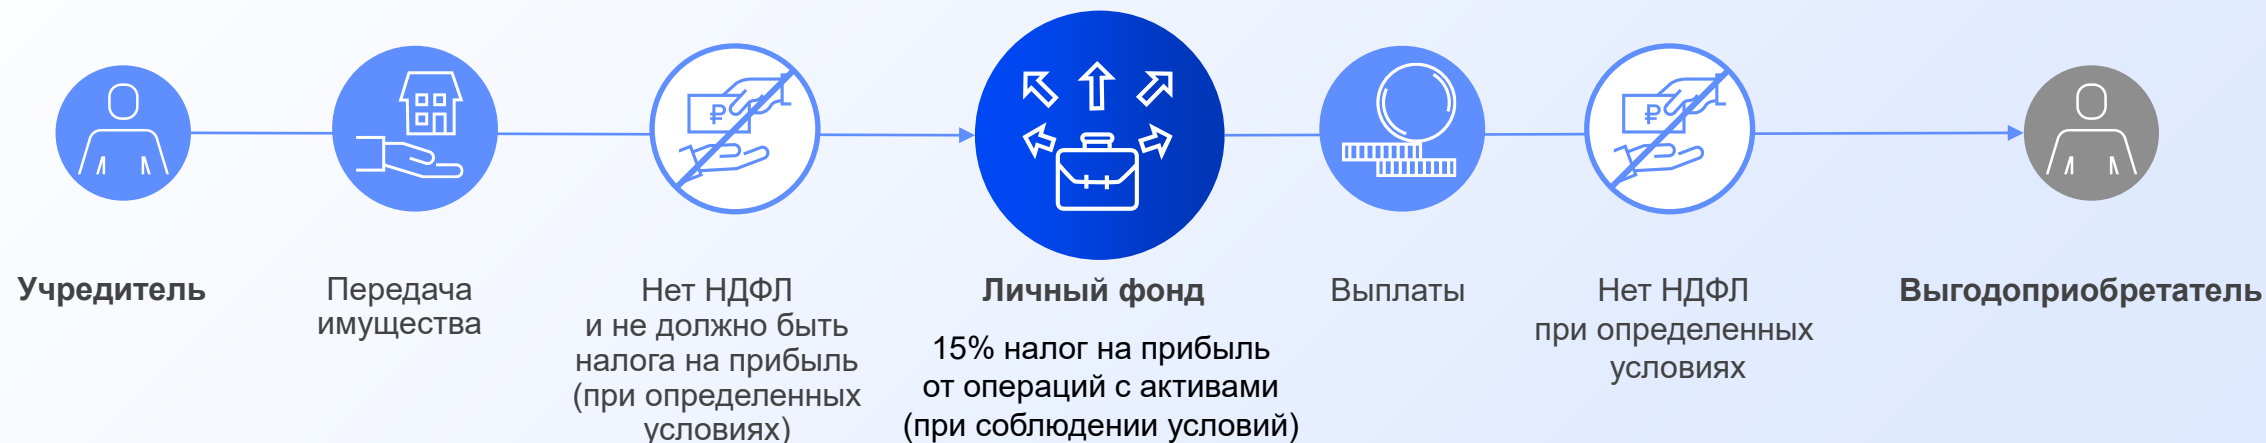 ₽
₽
Учредитель
Передача
имущества
Нет НДФЛ
и не должно быть
налога на прибыль
(при определенных
условиях)
Личный фонд
15% налог на прибыль
от операций с активами
(при соблюдении условий)
Выплаты
Нет НДФЛ
при определенных
условиях
Выгодоприобретатель